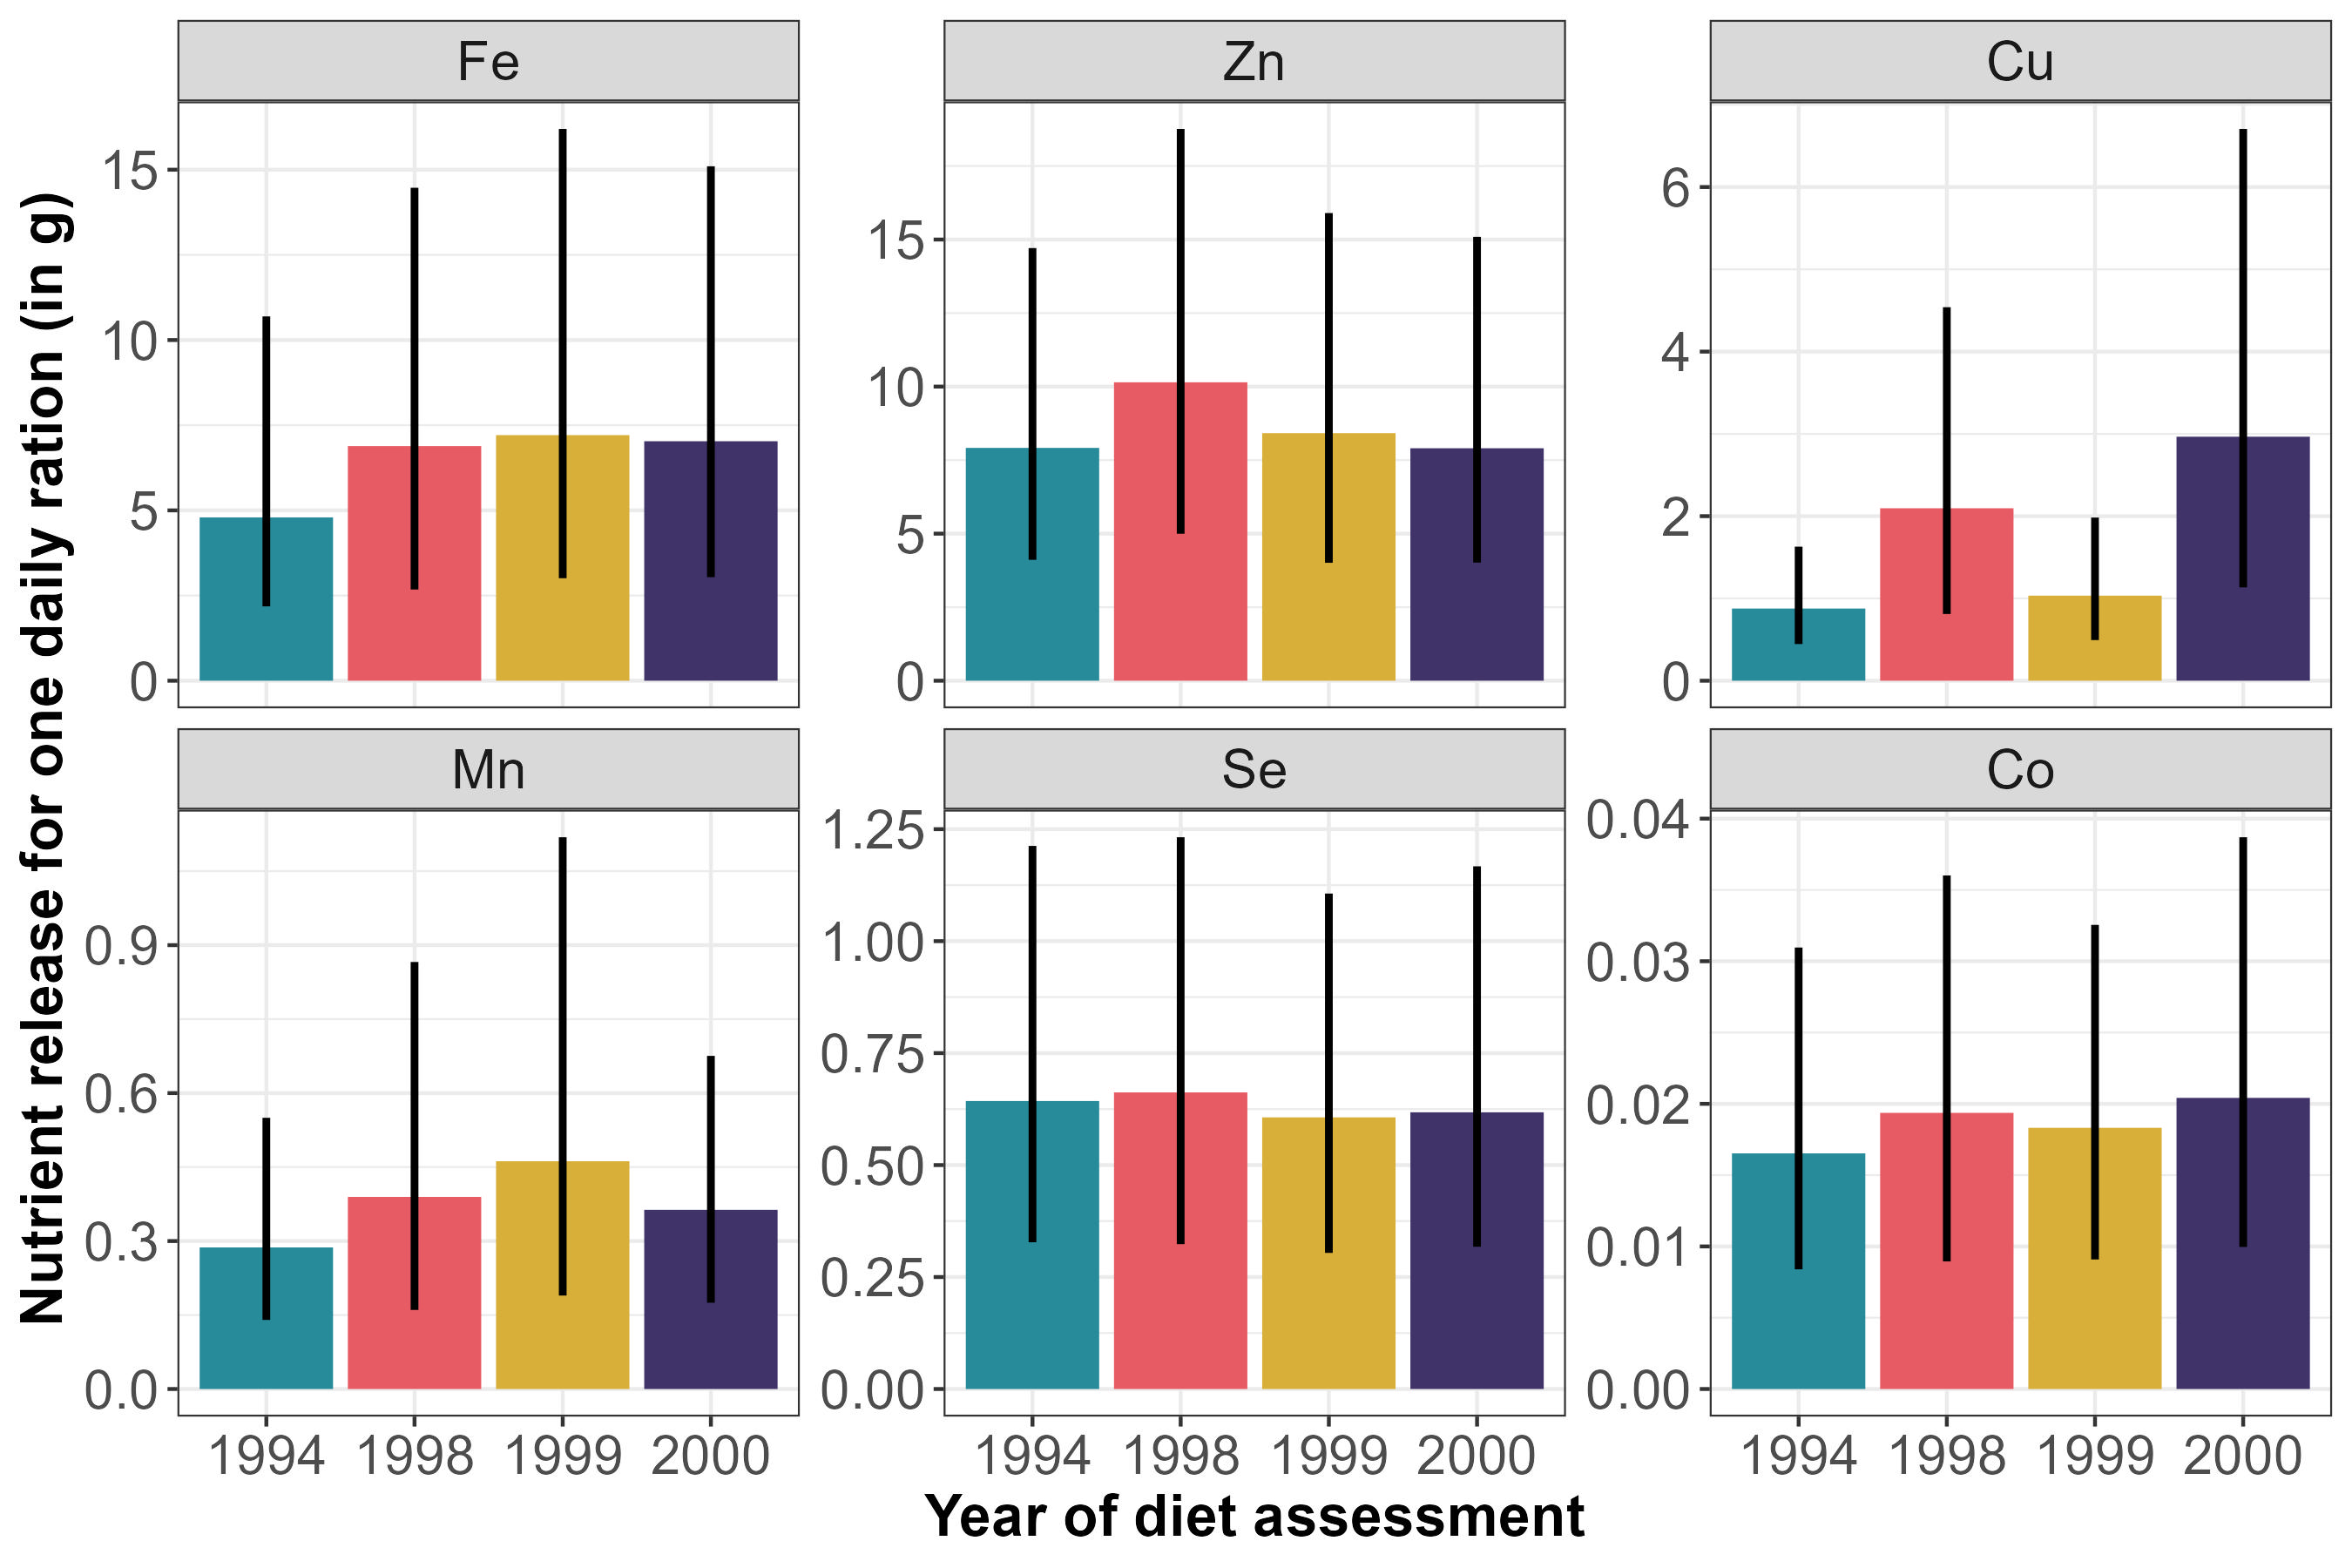 Nutrient release for one daily ration (in g)
Fe
15
10
5
0
Zn
15
10
5
0
Cu
6
4
2
0
Mn
0.9
0.6
0.3
0.0
1994 1998 1999 2000
Se
1.25
1.00
0.75
0.50
0.25
0.00
1994 1998 1999 2000
Co
0.04
0.03
0.02
0.01
0.00
1994 1998 1999 2000
Year of diet assessment